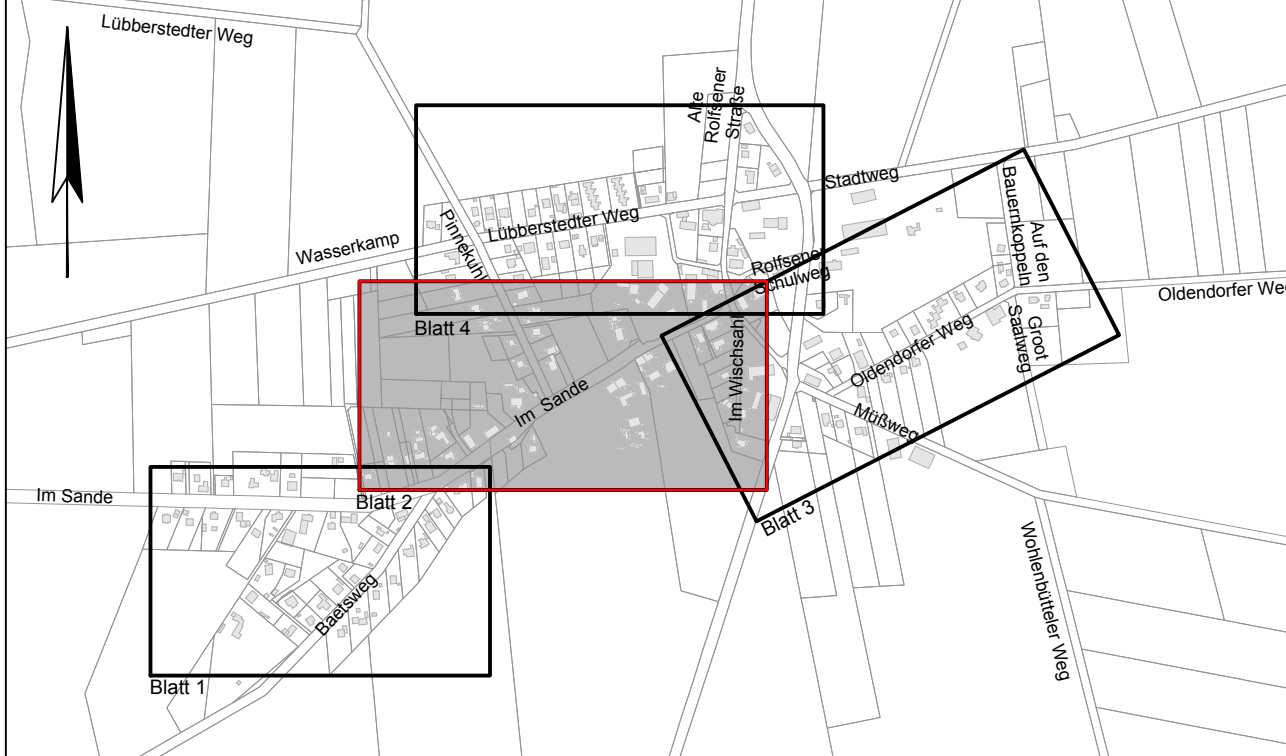 Lübberstedter Weg
Alte
Rolfsener
Straße
Stadtweg
Bauernkoppeln
Auf den
Pinnekuhl
Lübberstedter Weg
Wasserkamp
Rolfsener
Schulweg
Oldendorfer Weg
Blatt 4
Im Wischsahl
Groot
Saalweg
Oldendorfer Weg
Im Sande
Müßweg
Im Sande
Blatt 2
Blatt 3
Wohlenbütteler Weg
Baetsweg
Blatt 1